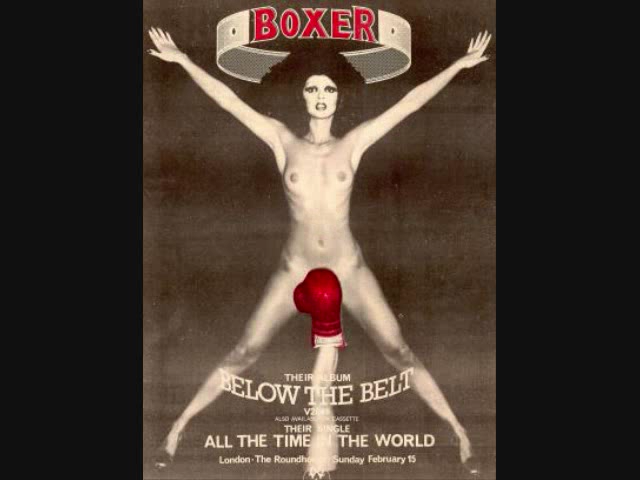 BOXER
THEIR ALBUM
BELOW THE BELT
ALSO AVAILABLE ON CASSETTE
THEIR SINGLE
ALL THE TIME IN THE WORLD
London-The Roundhouse Sunday February 15